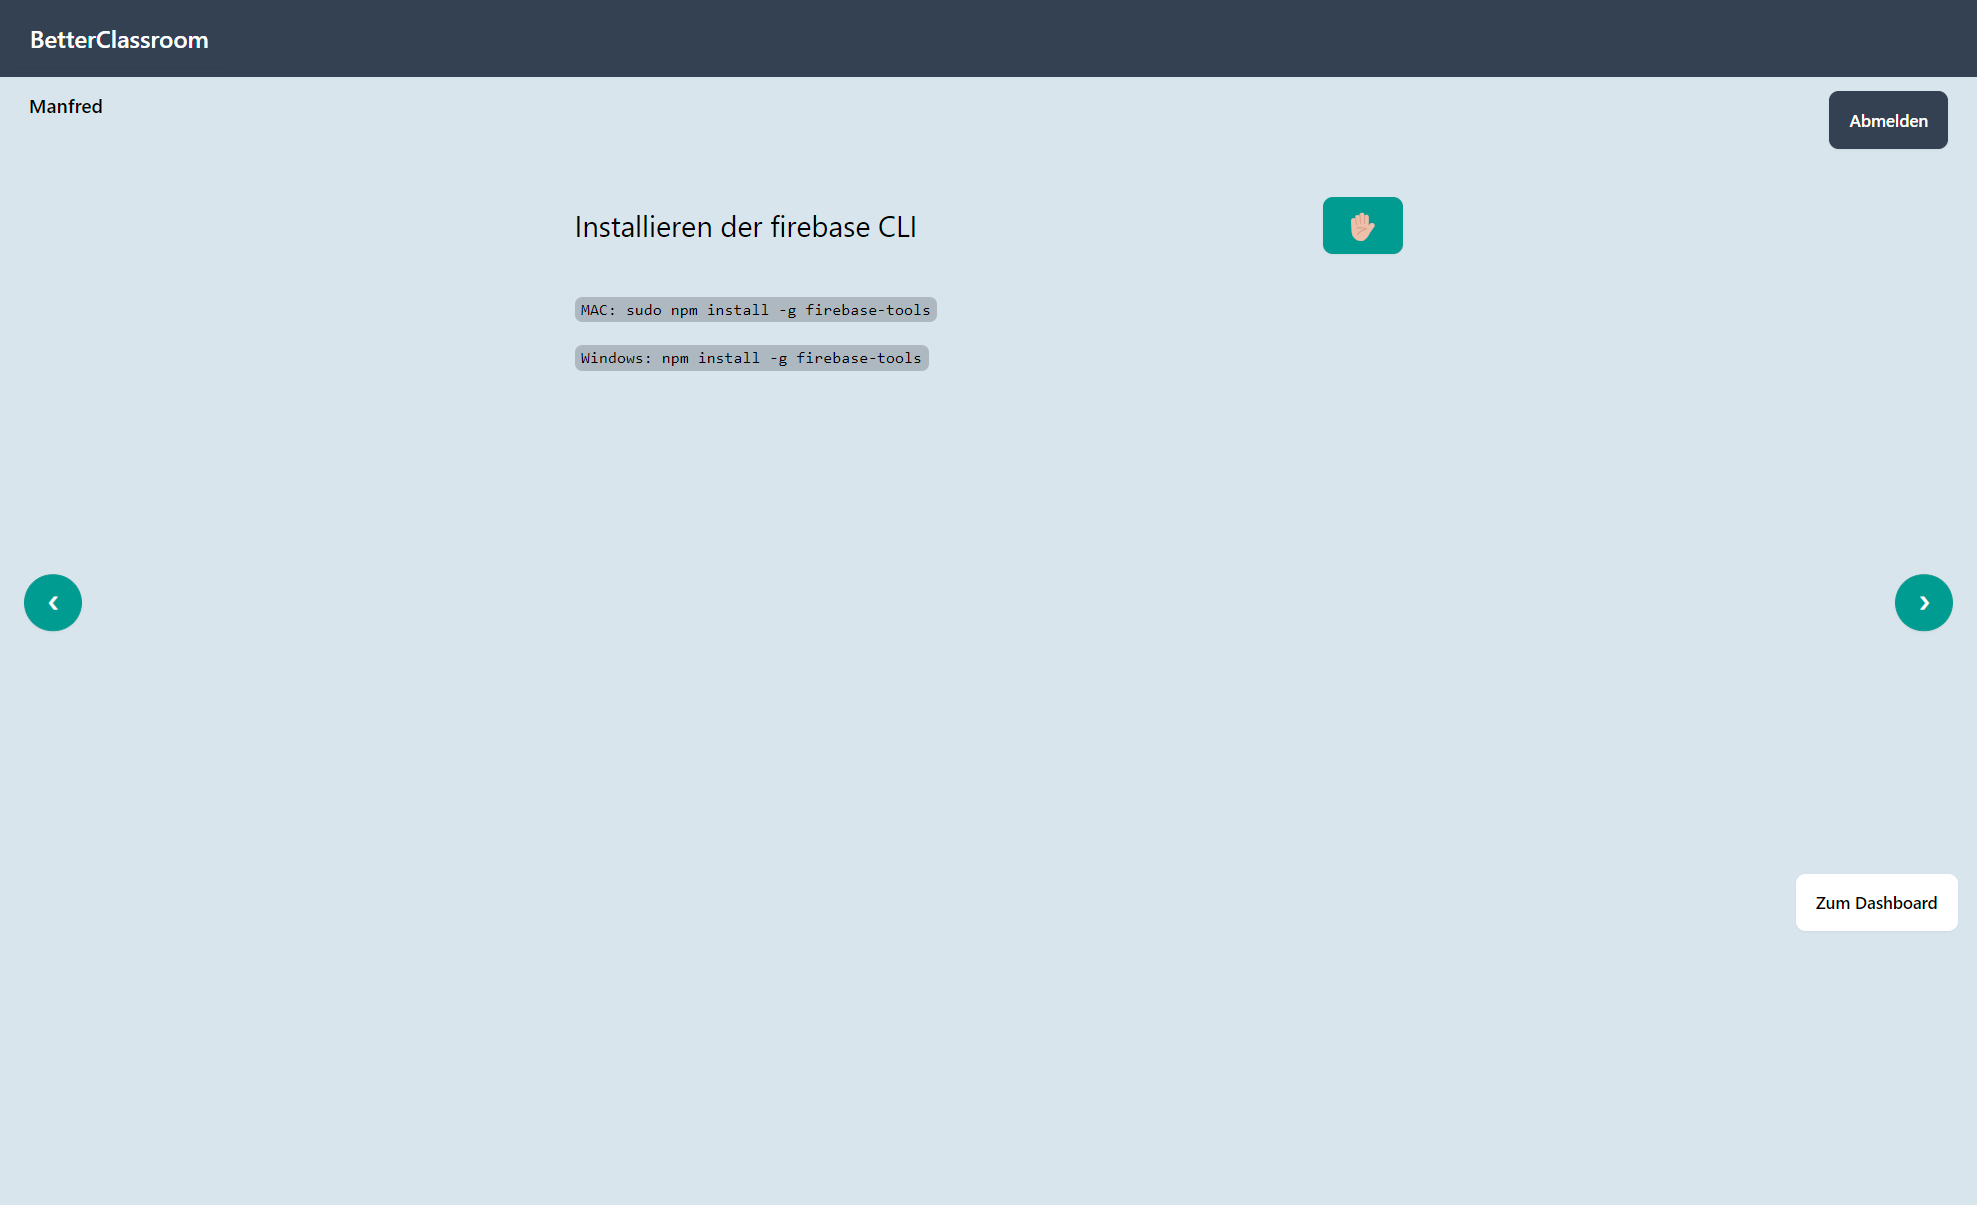 BetterClassroom
Manfred
Abmelden
Installieren der firebase CLI
MAC: sudo npm install -g firebase-tools
Windows: npm install -g firebase-tools
‹
›
Zum Dashboard